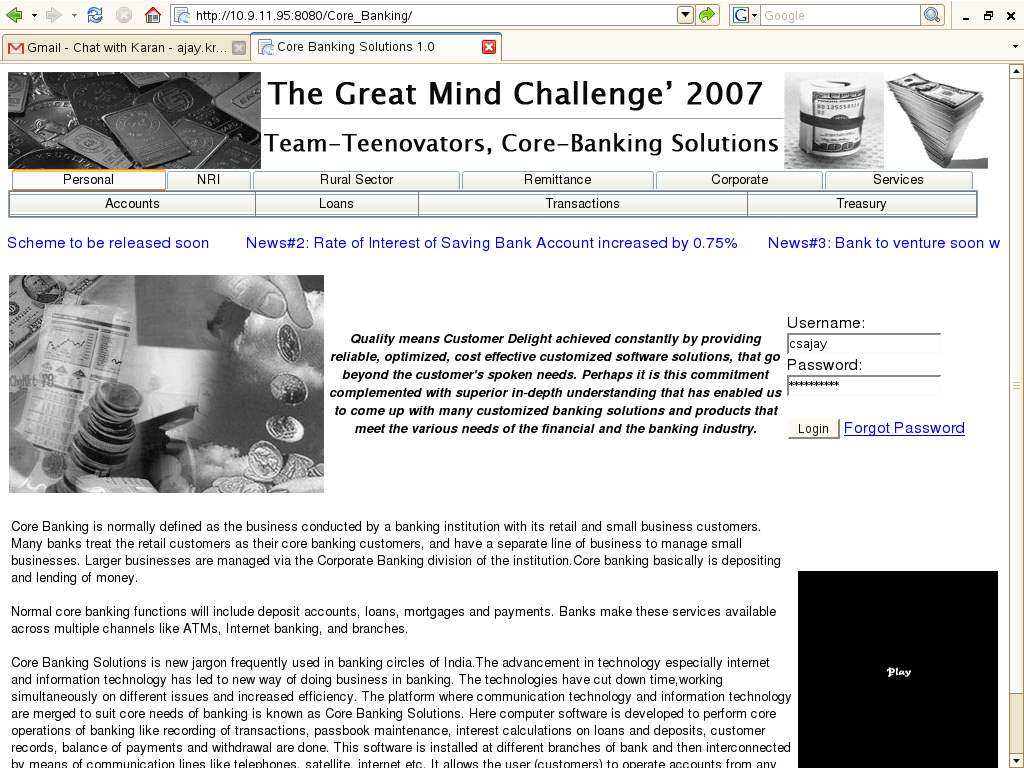 http://10.9.11.95:8080/Core_Banking/
Google
Gmail - Chat with Karan - ajay.kr...
Core Banking Solutions 1.0
The Great Mind Challenge' 2007
Team-Teenovators, Core-Banking Solutions
Personal NRI Rural Sector Remittance Corporate Services
Accounts Loans Transactions Treasury
Scheme to be released soon News#2: Rate of Interest of Saving Bank Account increased by 0.75% News#3: Bank to venture soon w
Quality means Customer Delight achieved constantly by providing
reliable, optimized, cost effective customized software solutions, that go
beyond the customer's spoken needs. Perhaps it is this commitment
complemented with superior in-depth understanding that has enabled us
to come up with many customized banking solutions and products that
meet the various needs of the financial and the banking industry.
Username:
csajay
Password:
**********
Login Forgot Password
Core Banking is normally defined as the business conducted by a banking institution with its retail and small business customers.
Many banks treat the retail customers as their core banking customers, and have a separate line of business to manage small
businesses. Larger businesses are managed via the Corporate Banking division of the institution.Core banking basically is depositing
and lending of money.
Normal core banking functions will include deposit accounts, loans, mortgages and payments. Banks make these services available
across multiple channels like ATMs, Internet banking, and branches.
Core Banking Solutions is new jargon frequently used in banking circles of India.The advancement in technology especially internet
and information technology has led to new way of doing business in banking. The technologies have cut down time,working
simultaneously on different issues and increased efficiency. The platform where communication technology and information technology
are merged to suit core needs of banking is known as Core Banking Solutions. Here computer software is developed to perform core
operations of banking like recording of transactions, passbook maintenance, interest calculations on loans and deposits, customer
records, balance of payments and withdrawal are done. This software is installed at different branches of bank and then interconnected
by means of communication lines like telephones, satellite, internet etc. It allows the user (customers) to operate accounts from any
Play